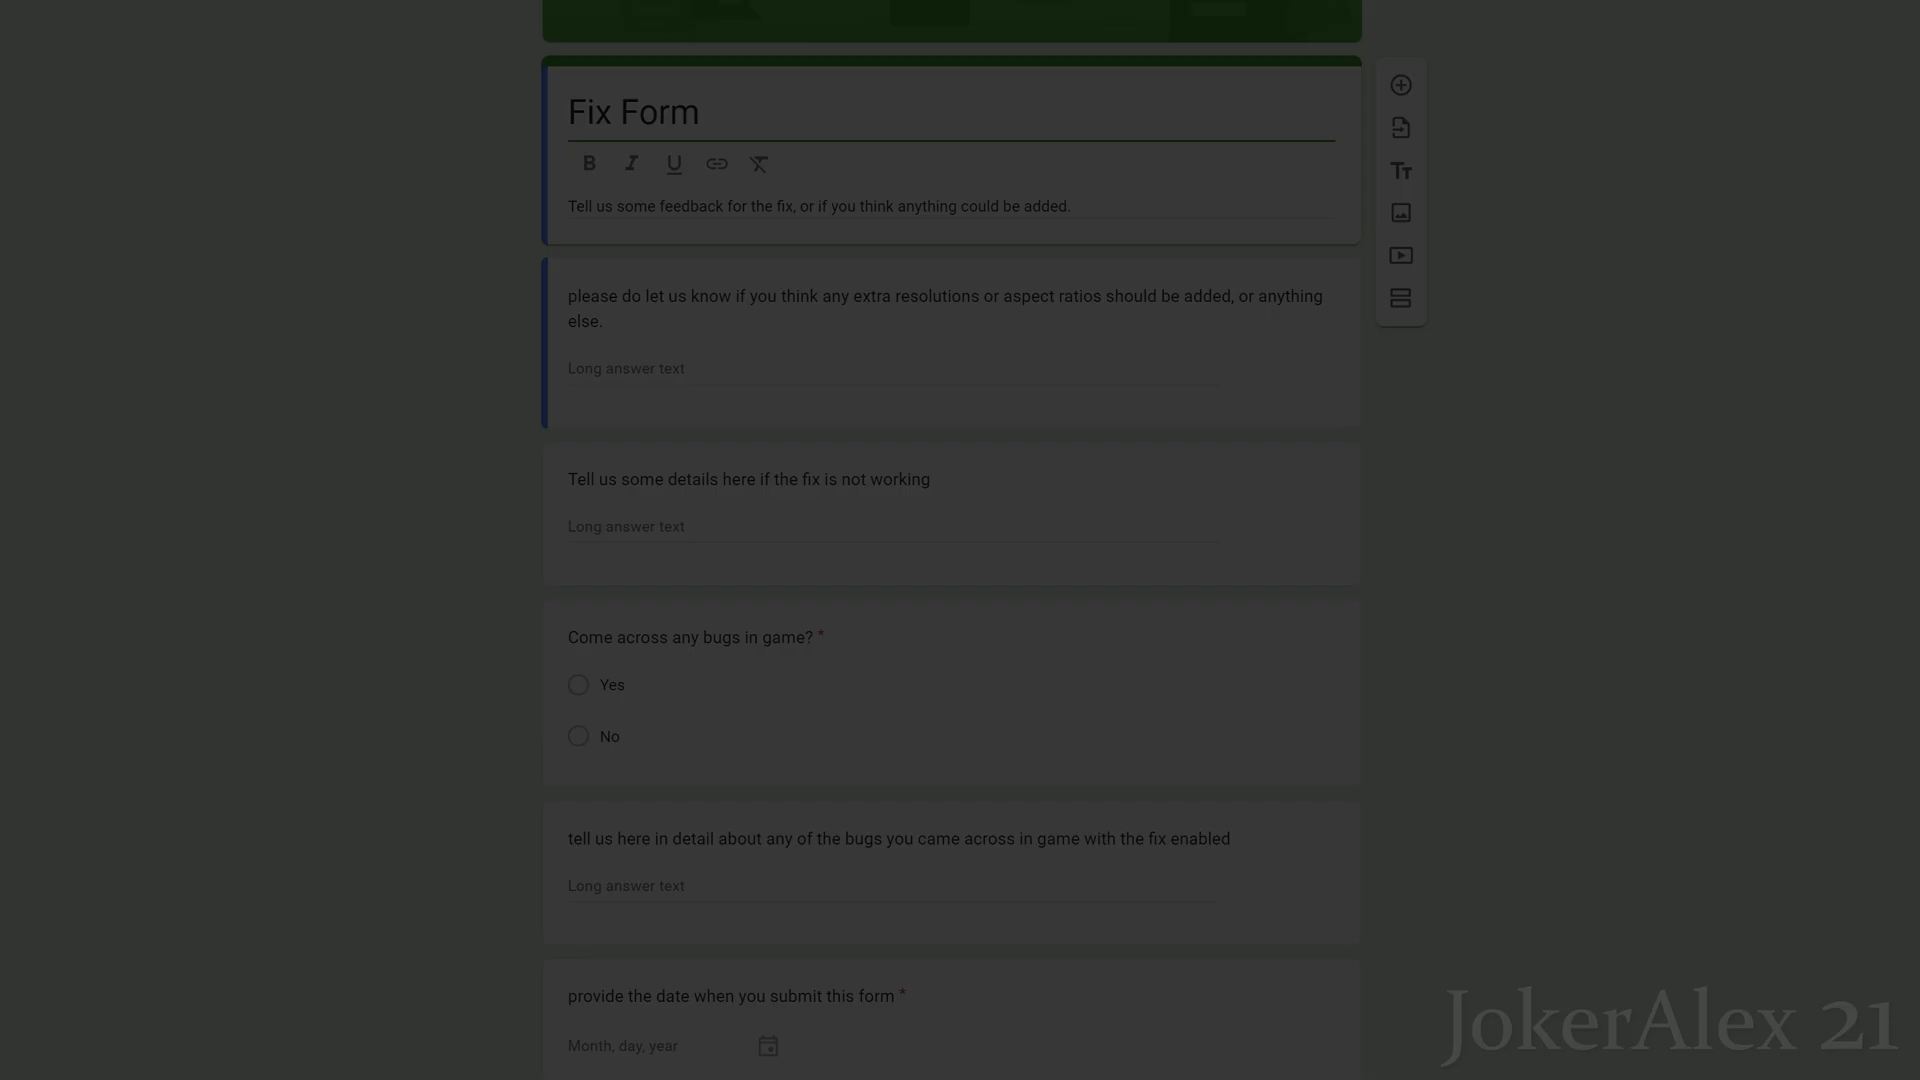 Fix Form
B I U
Tell us some feedback for the fix, or if you think anything could be added.
please do let us know if you think any extra resolutions or aspect ratios should be added, or anything
else.
Long answer text
Tell us some details here if the fix is not working
Long answer text
Come across any bugs in game? *
Yes
No
tell us here in detail about any of the bugs you came across in game with the fix enabled
Long answer text
provide the date when you submit this form *
Month, day, year
Tt
JokerAlex 21